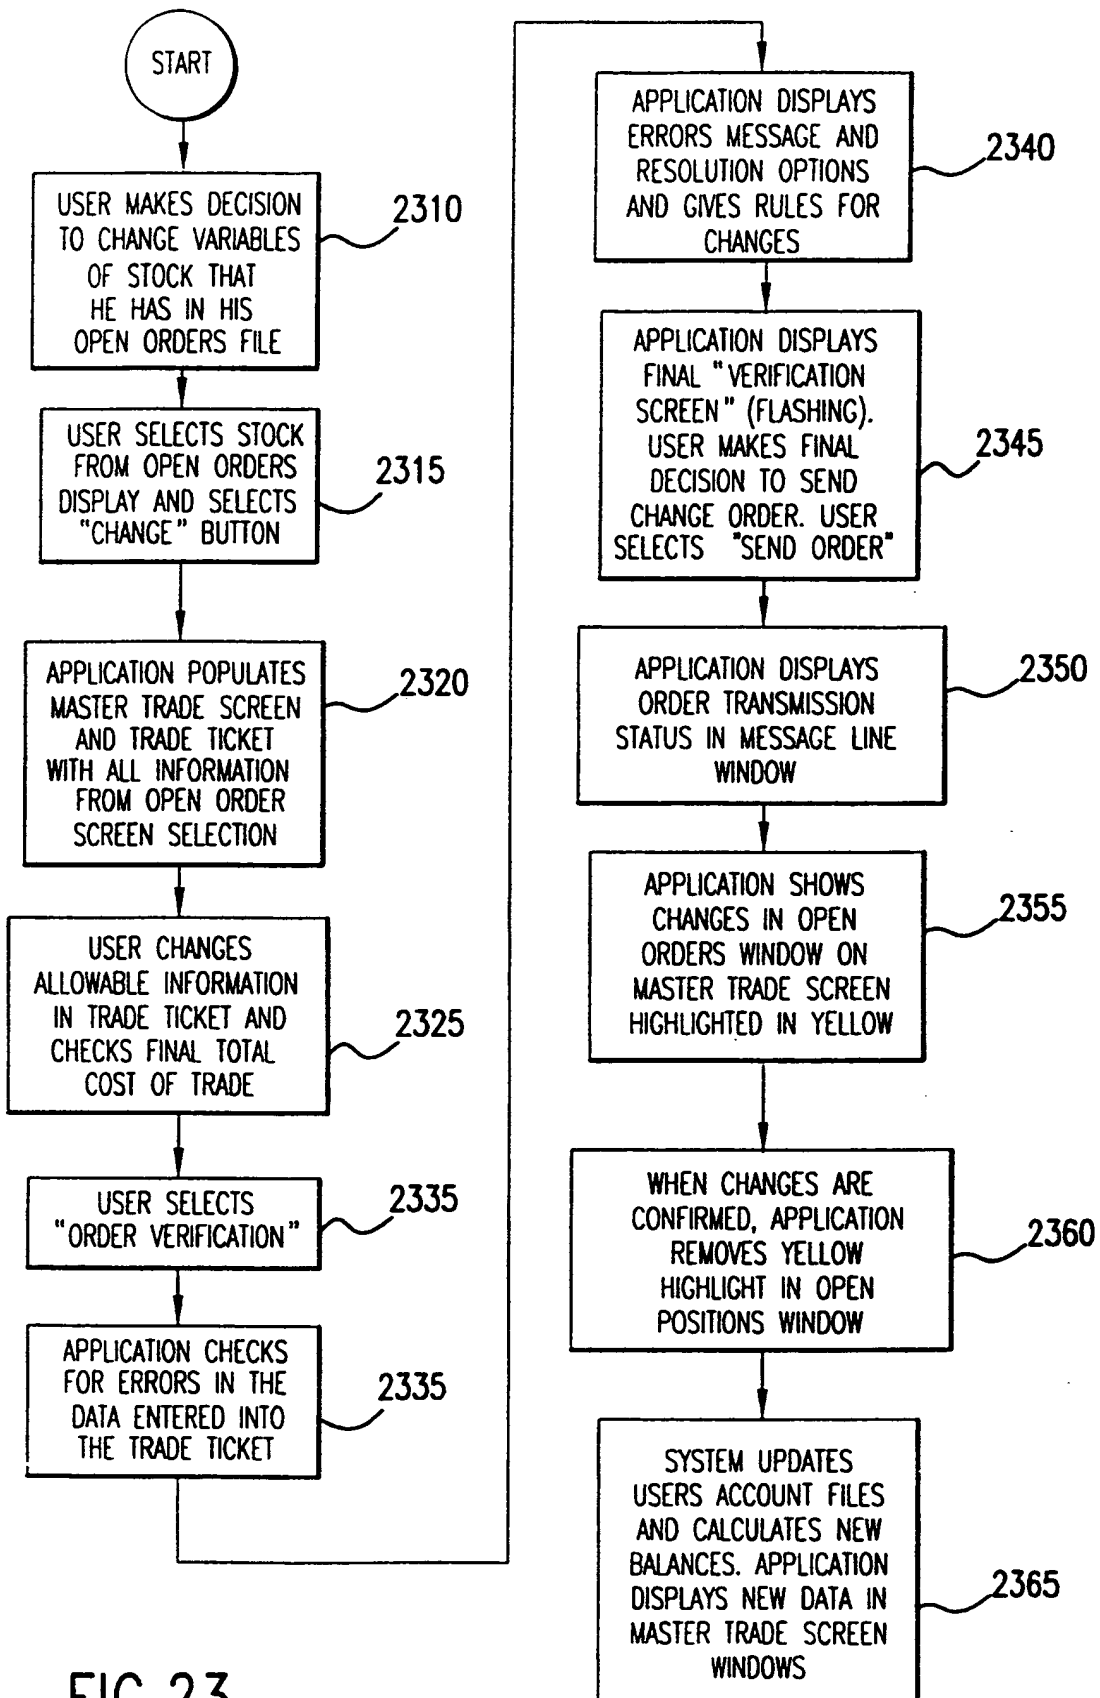 START
USER MAKES DECISION
TO CHANGE VARIABLES
OF STOCK THAT
HE HAS IN HIS
OPEN ORDERS FILE
2310
USER SELECTS STOCK
FROM OPEN ORDERS
DISPLAY AND SELECTS
"CHANGE" BUTTON
2315
APPLICATION POPULATES
MASTER TRADE SCREEN
AND TRADE TICKET
WITH ALL INFORMATION
FROM OPEN ORDER
SCREEN SELECTION
2320
USER CHANGES
ALLOWABLE INFORMATION
IN TRADE TICKET AND
CHECKS FINAL TOTAL
COST OF TRADE
2325
USER SELECTS
"ORDER VERIFICATION"
2335
APPLICATION CHECKS
FOR ERRORS IN THE
DATA ENTERED INTO
THE TRADE TICKET
2335
APPLICATION DISPLAYS
ERRORS MESSAGE AND
RESOLUTION OPTIONS
AND GIVES RULES FOR
CHANGES
2340
APPLICATION DISPLAYS
FINAL "VERIFICATION
SCREEN" (FLASHING).
USER MAKES FINAL
DECISION TO SEND
CHANGE ORDER. USER
SELECTS "SEND ORDER"
2345
APPLICATION DISPLAYS
ORDER TRANSMISSION
STATUS IN MESSAGE LINE
WINDOW
2350
APPLICATION SHOWS
CHANGES IN OPEN
ORDERS WINDOW ON
MASTER TRADE SCREEN
HIGHLIGHTED IN YELLOW
2355
WHEN CHANGES ARE
CONFIRMED, APPLICATION
REMOVES YELLOW
HIGHLIGHT IN OPEN
POSITIONS WINDOW
2360
SYSTEM UPDATES
USERS ACCOUNT FILES
AND CALCULATES NEW
BALANCES. APPLICATION
DISPLAYS NEW DATA IN
MASTER TRADE SCREEN
WINDOWS
2365
FIG. 23